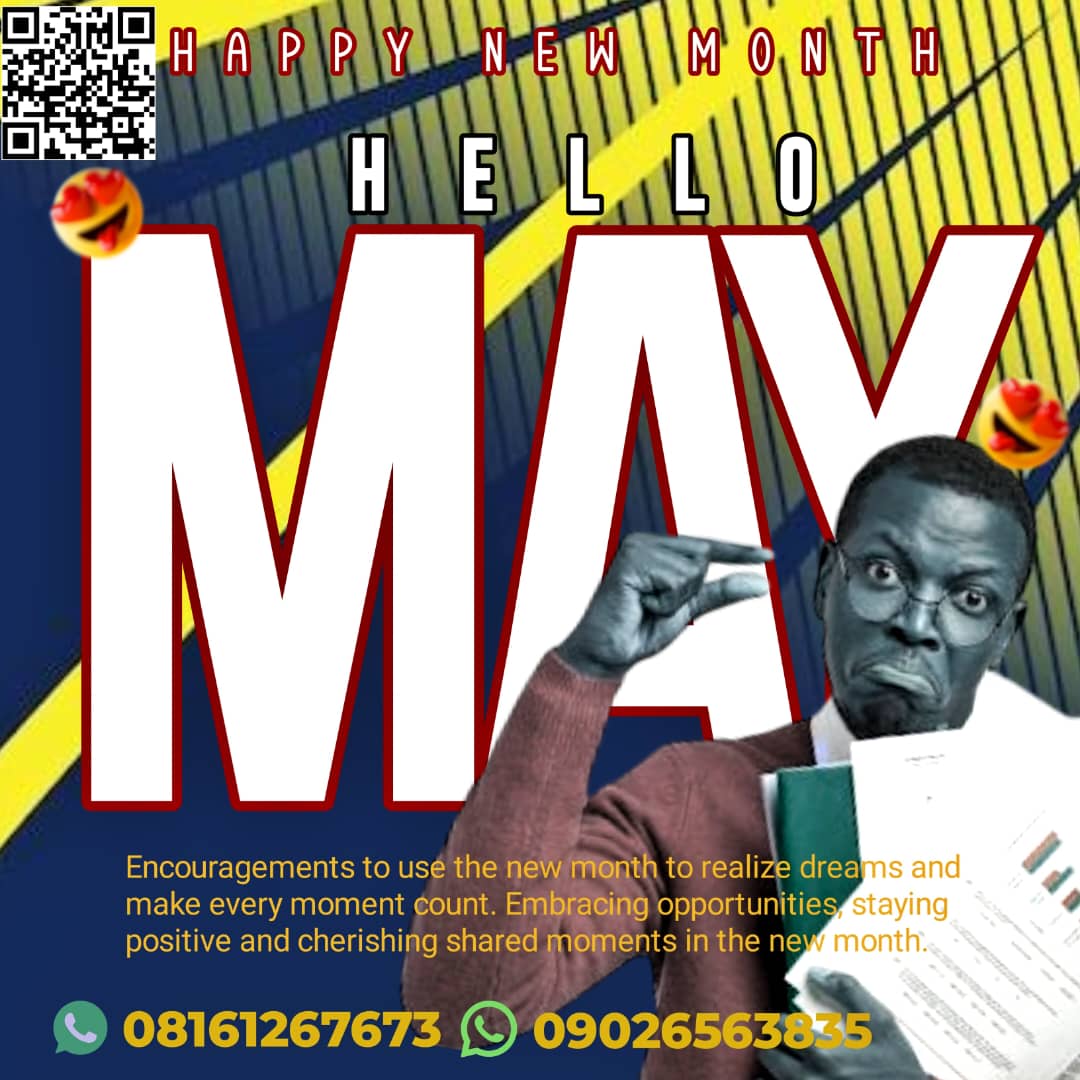 HAPPY NEW MONTH
HELLO
MAY
Encouragements to use the new month to realize dreams and
make every moment count. Embracing opportunities, staying
positive and cherishing shared moments in the new month.
08161267673 09026563835